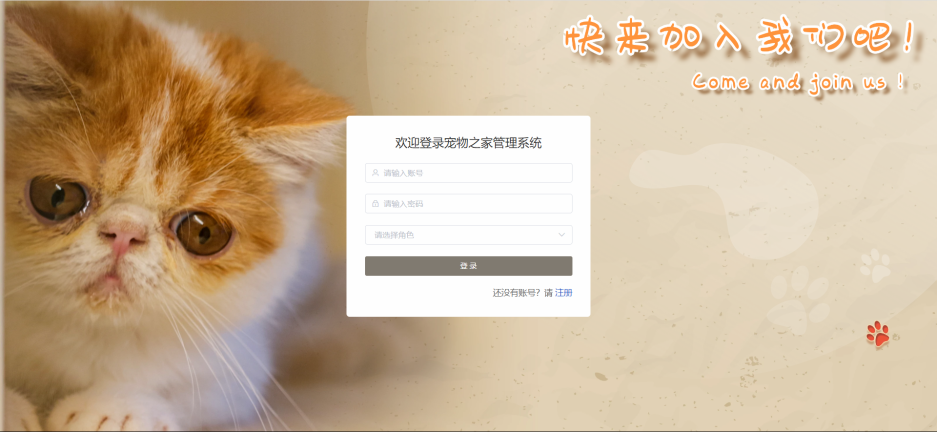 快来加入我们吧！
Come and join us！
欢迎登录宠物之家管理系统
请输入账号
请输入密码
请选择角色
登 录
还没有账号？请 注册